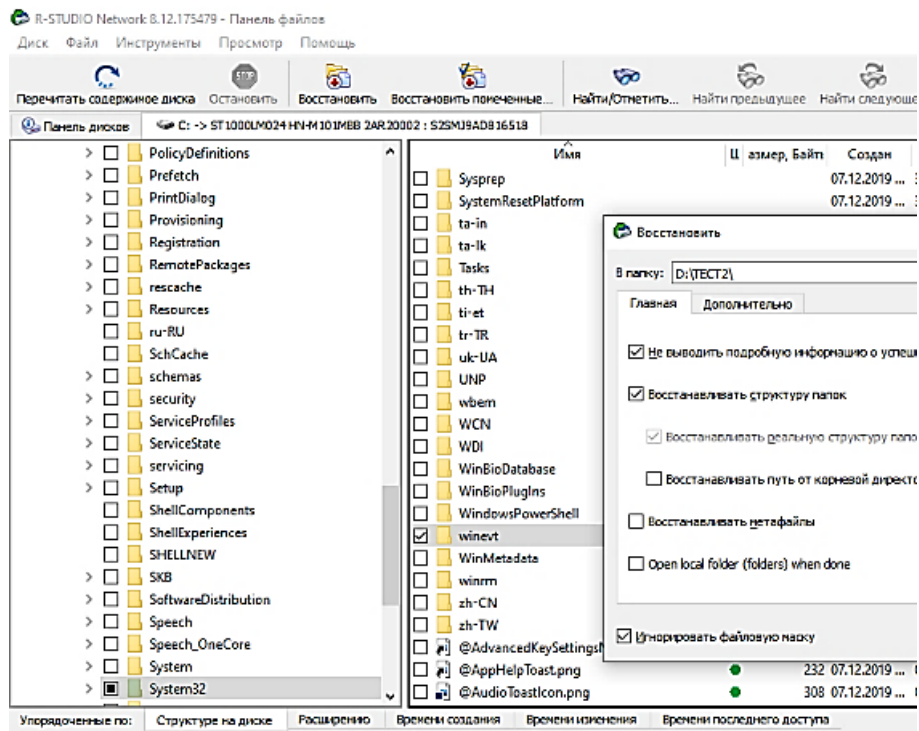 R-STUDIO Network 8.12.175479 - Панель файлов
Диск Файл Инструменты Просмотр Помощь
STOP
Перечитать содержимое диска Остановить Восстановить Восстановить помеченные... Найти/Отметить... Найти предыдущее Найти следующе
Панель дисков C: -> ST1000LM024 HN-M101MBB 2AR20002 : S2SMJ9AD816518
PolicyDefinitions
Prefetch
PrintDialog
Provisioning
Registration
RemotePackages
rescache
Resources
ru-RU
SchCache
schemas
security
ServiceProfiles
ServiceState
servicing
Setup
ShellComponents
ShellExperiences
SHELLNEW
SKB
SoftwareDistribution
Speech
Speech_OneCore
System
System32
Имя Ц азмер, Байты Создан
Sysprep 07.12.2019 ...
SystemResetPlatform 07.12.2019 ...
ta-in
ta-lk
Tasks
th-TH
ti-et
tr-TR
uk-UA
UNP
wbem
WCN
WDI
WinBioDatabase
WinBioPlugIns
WindowsPowerShell
winevt
WinMetadata
winrm
zh-CN
zh-TW
@AdvancedKeySettingsN
@AppHelpToast.png 232 07.12.2019 ...
@AudioToastIcon.png 308 07.12.2019 ...
Восстановить
В папку: D:\ТЕСТ2\
Главная Дополнительно
Не выводить подробную информацию о успеш
Восстанавливать структуру папок
Восстанавливать реальную структуру папо
Восстанавливать путь от корневой директо
Восстанавливать метафайлы
Open local folder (folders) when done
Игнорировать файловую маску
Упорядоченные по: Структуре на диске Расширению Времени создания Времени изменения Времени последнего доступа